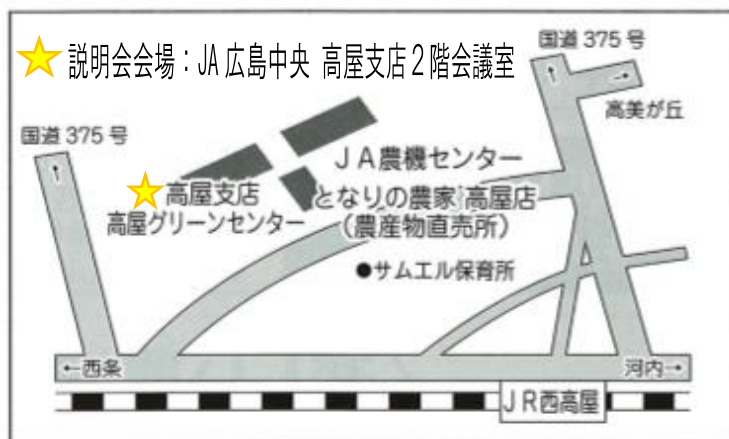 説明会会場：JA広島中央 高屋支店２階会議室
国道375号
高美が丘
国道375号
ＪＡ農機センター
高屋支店
高屋グリーンセンター
となりの農家 高屋店
（農産物直売所）
●サムエル保育所
←西条
河内→
ＪＲ西高屋